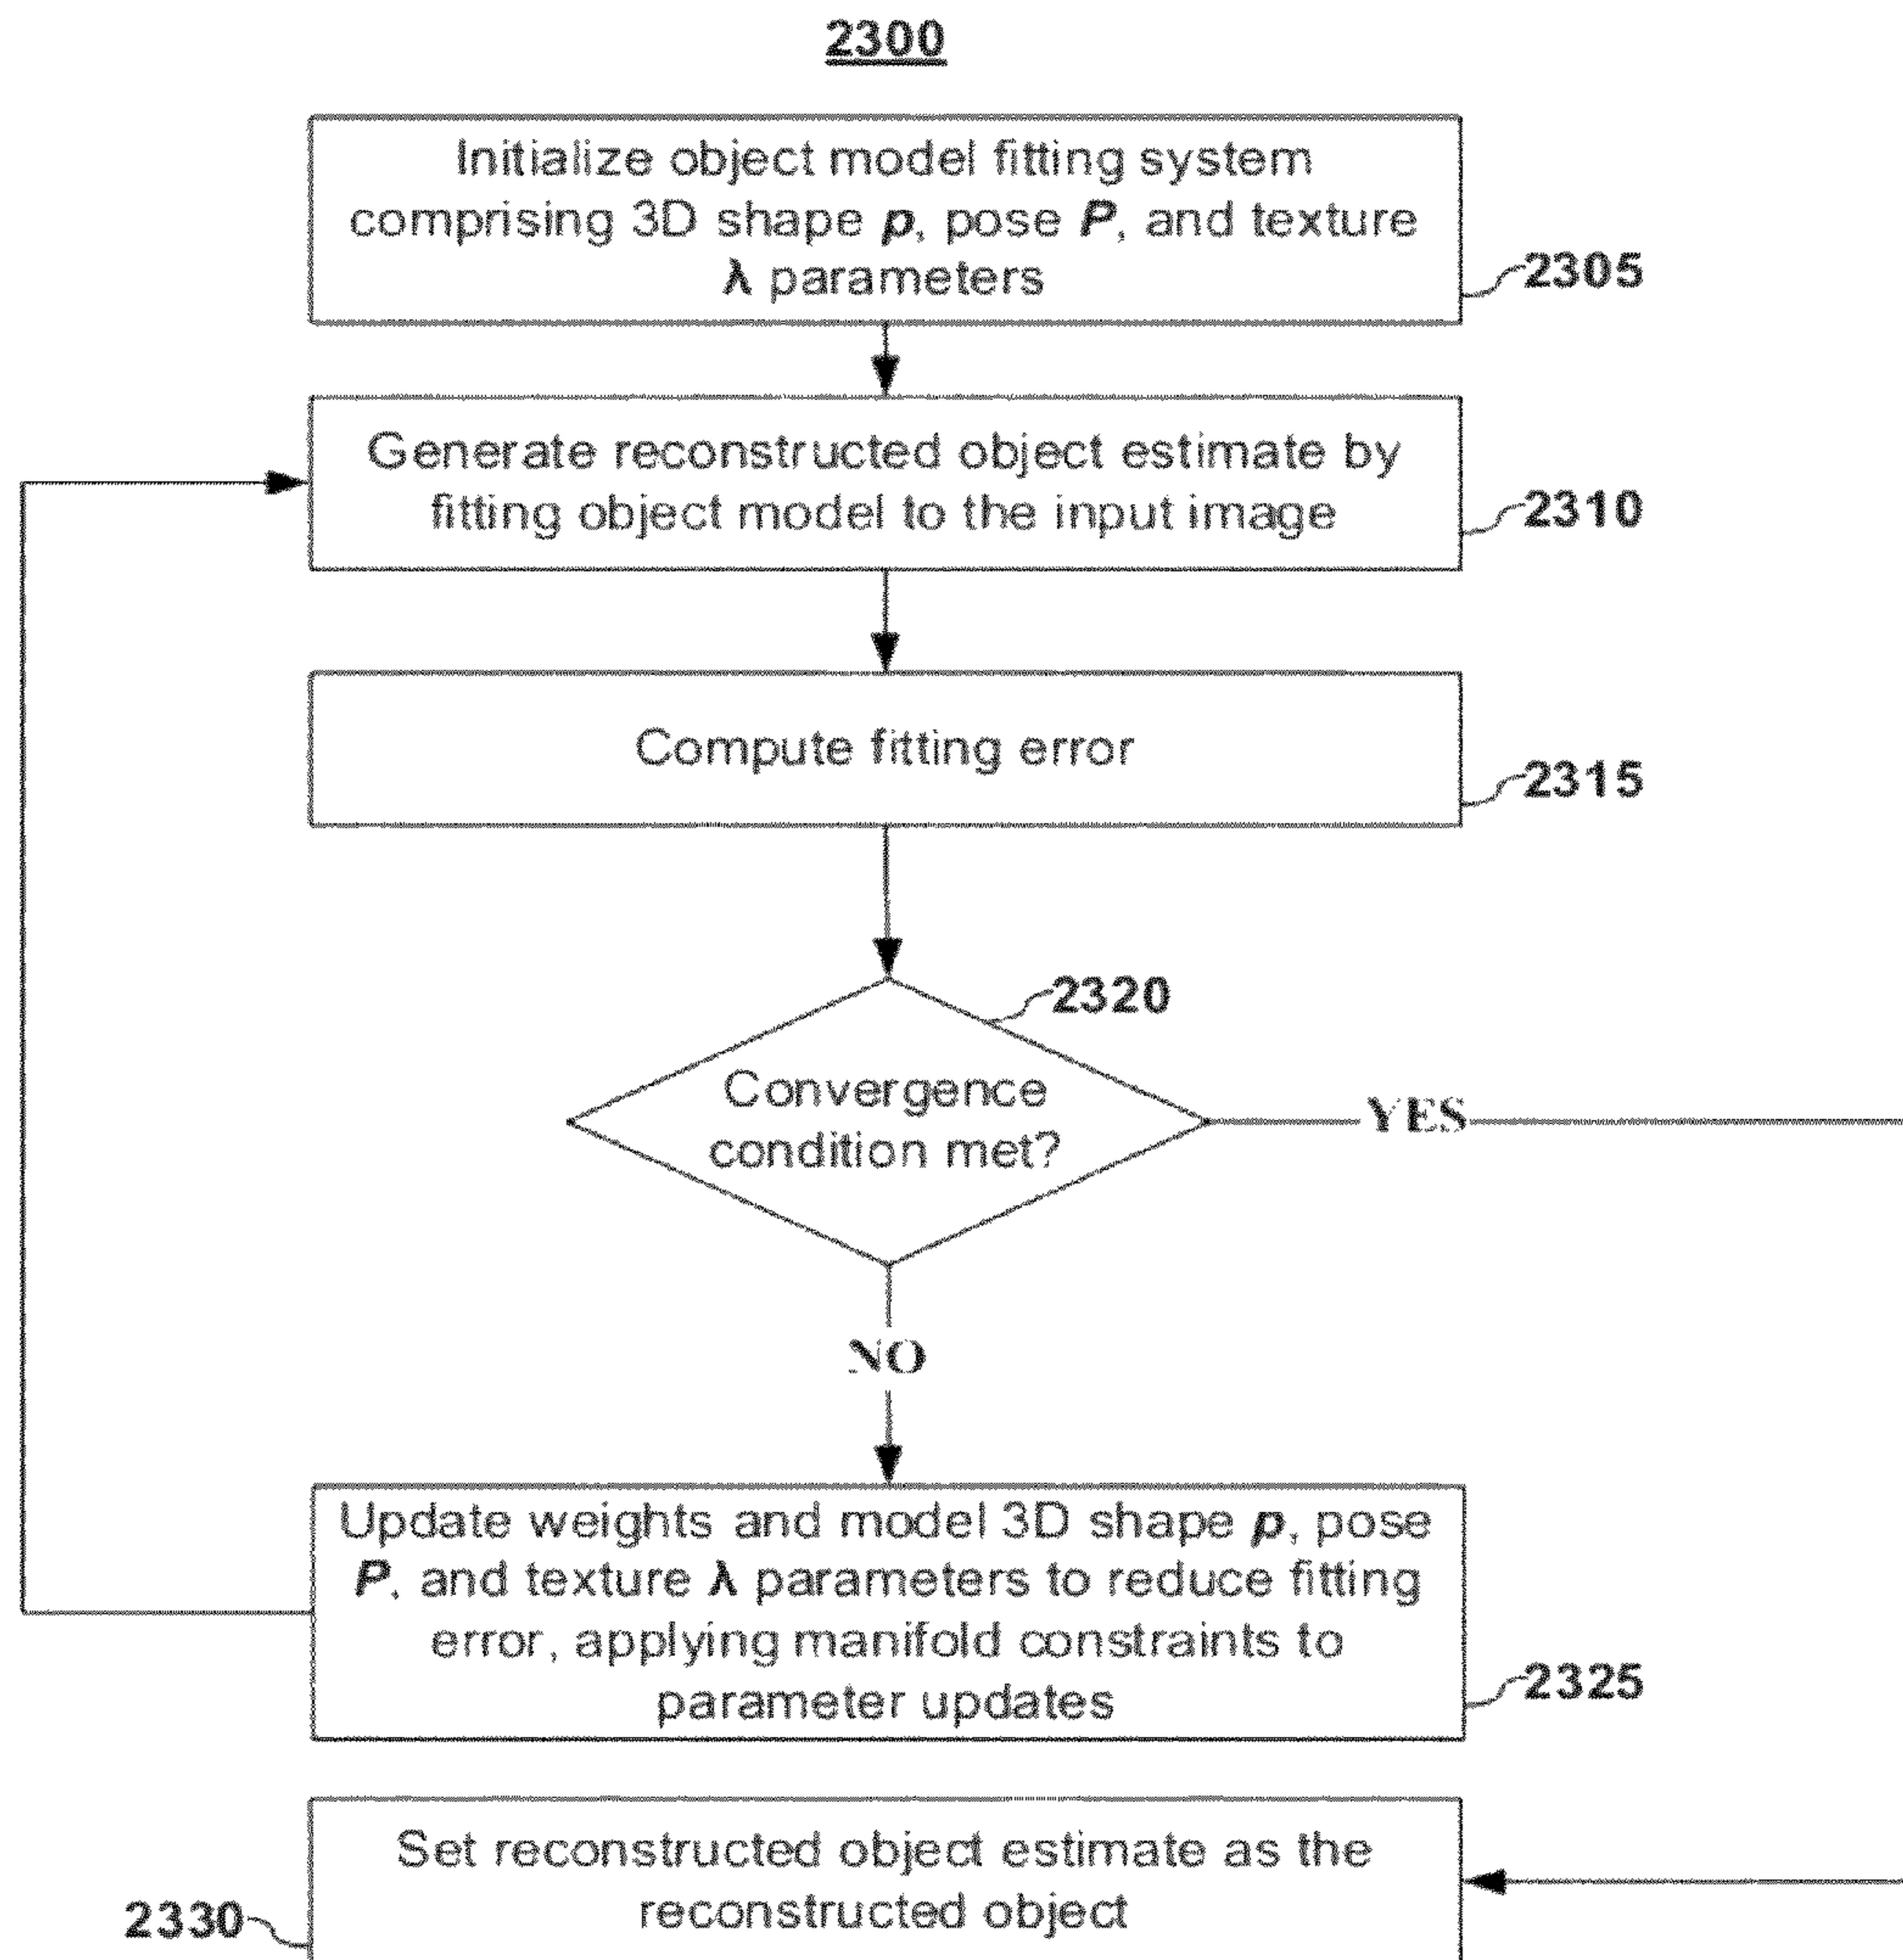 2300
Initialize object model fitting system
comprising 3D shape p, pose P, and texture
λ parameters
2305
Generate reconstructed object estimate by
fitting object model to the input image
2310
Compute fitting error
2315
2320
Convergence
condition met?
YES
NO
Update weights and model 3D shape p, pose
P, and texture λ parameters to reduce fitting
error, applying manifold constraints to
parameter updates
2325
Set reconstructed object estimate as the
reconstructed object
2330